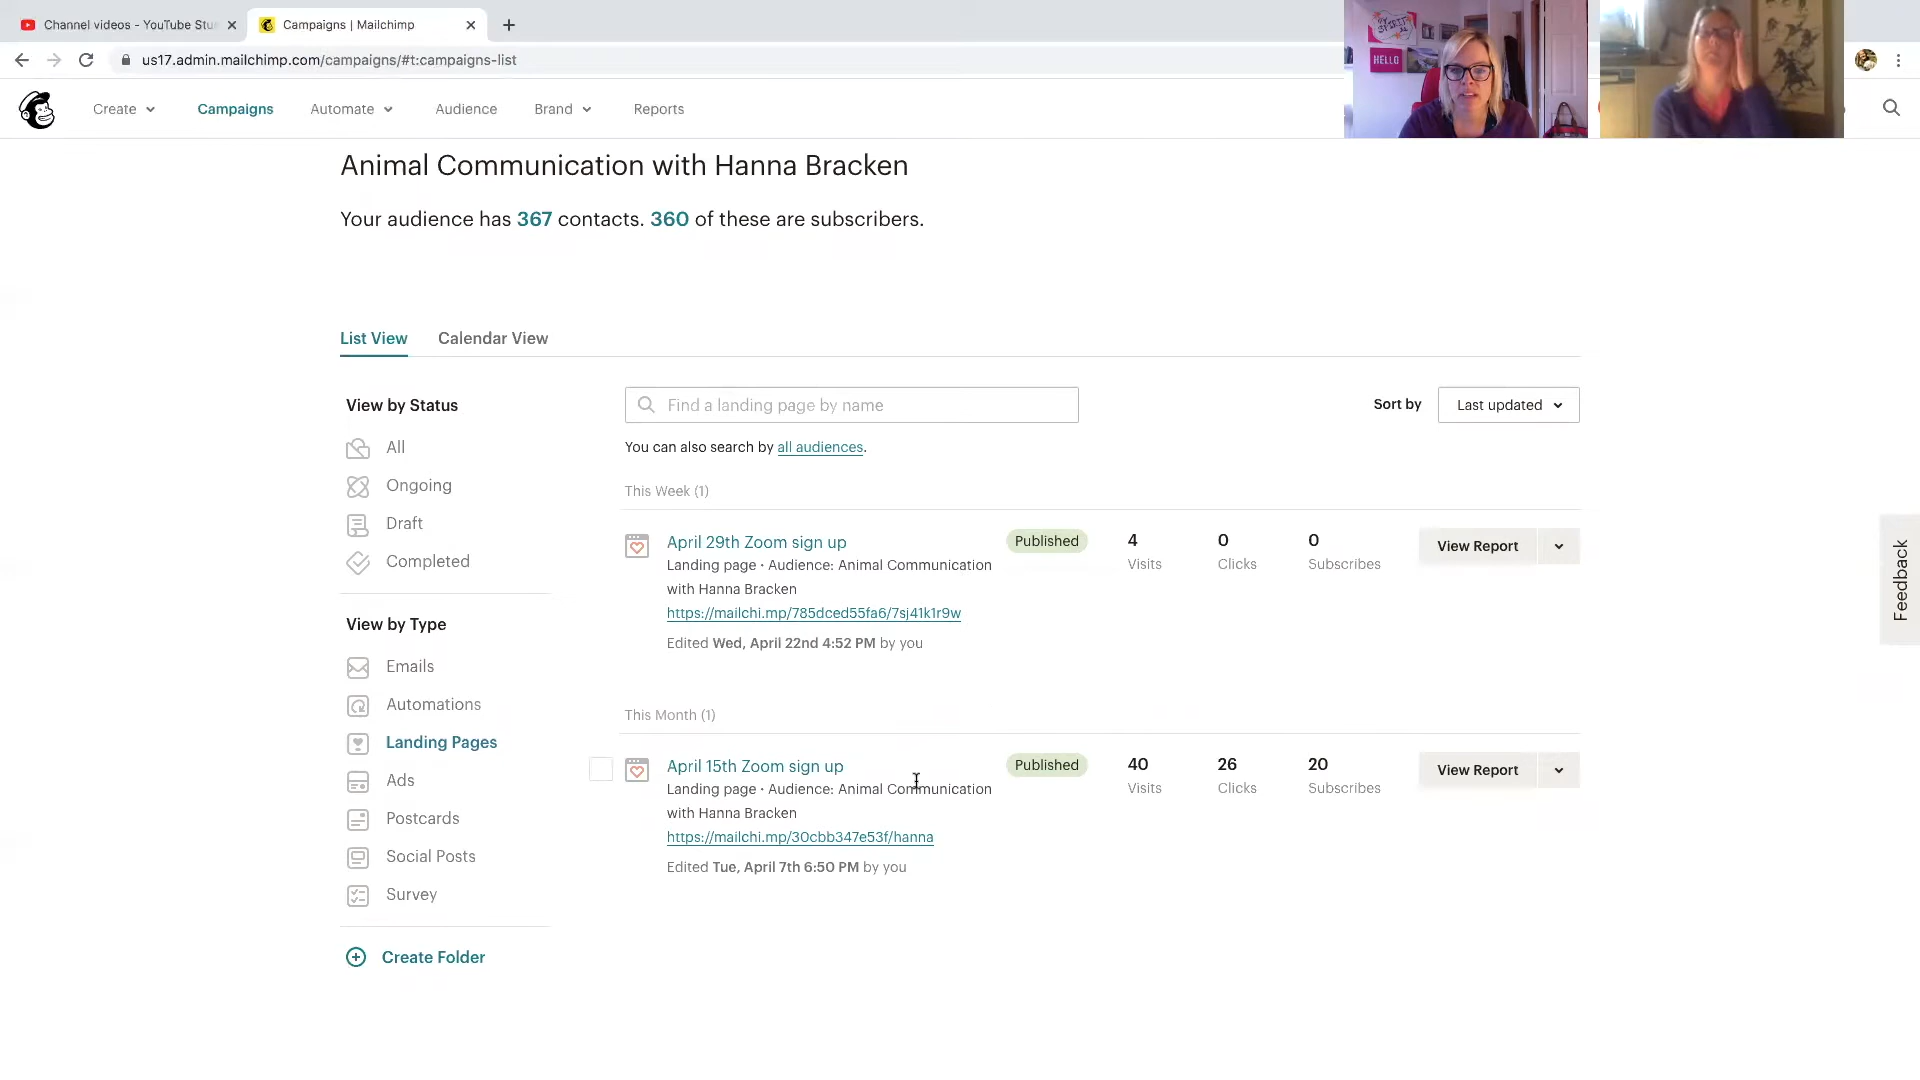 Channel videos - YouTube Stu
Campaigns | Mailchimp
us17.admin.mailchimp.com/campaigns/#t:campaigns-list
Create
Campaigns
Automate
Audience
Brand
Reports
HELLO
Animal Communication with Hanna Bracken
Your audience has 367 contacts. 360 of these are subscribers.
List View
Calendar View
View by Status
All
Ongoing
Draft
Completed
View by Type
Emails
Automations
Landing Pages
Ads
Postcards
Social Posts
Survey
Create Folder
Find a landing page by name
Sort by
Last updated
You can also search by all audiences.
This Week (1)
April 29th Zoom sign up
Landing page · Audience: Animal Communication
with Hanna Bracken
https://mailchi.mp/785dced55fa6/7sj41k1r9w
Edited Wed, April 22nd 4:52 PM by you
Published
4
Visits
0
Clicks
0
Subscribes
View Report
This Month (1)
April 15th Zoom sign up
Landing page · Audience: Animal Communication
with Hanna Bracken
https://mailchi.mp/30cbb347e53f/hanna
Edited Tue, April 7th 6:50 PM by you
Published
40
Visits
26
Clicks
20
Subscribes
View Report
Feedback